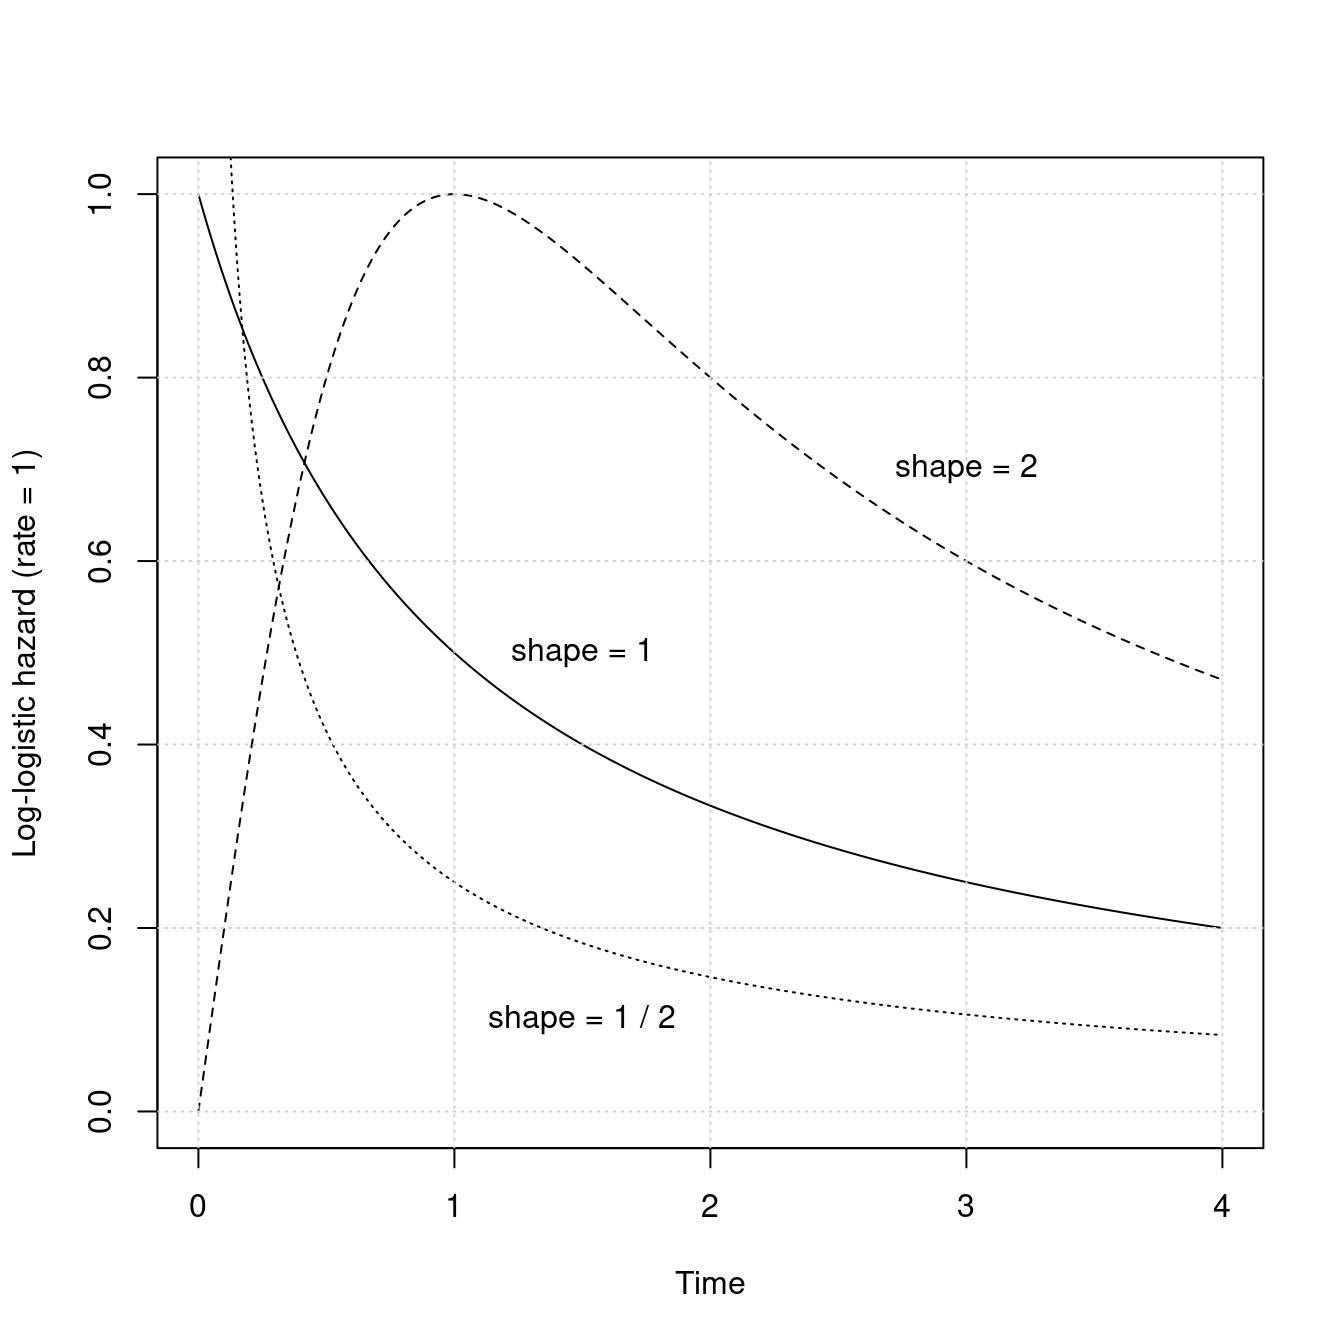 Log-logistic hazard (rate = 1)
1.0
0.8
0.6
0.4
0.2
0.0
shape = 2
shape = 1
shape = 1 / 2
0 1 2 3 4
Time